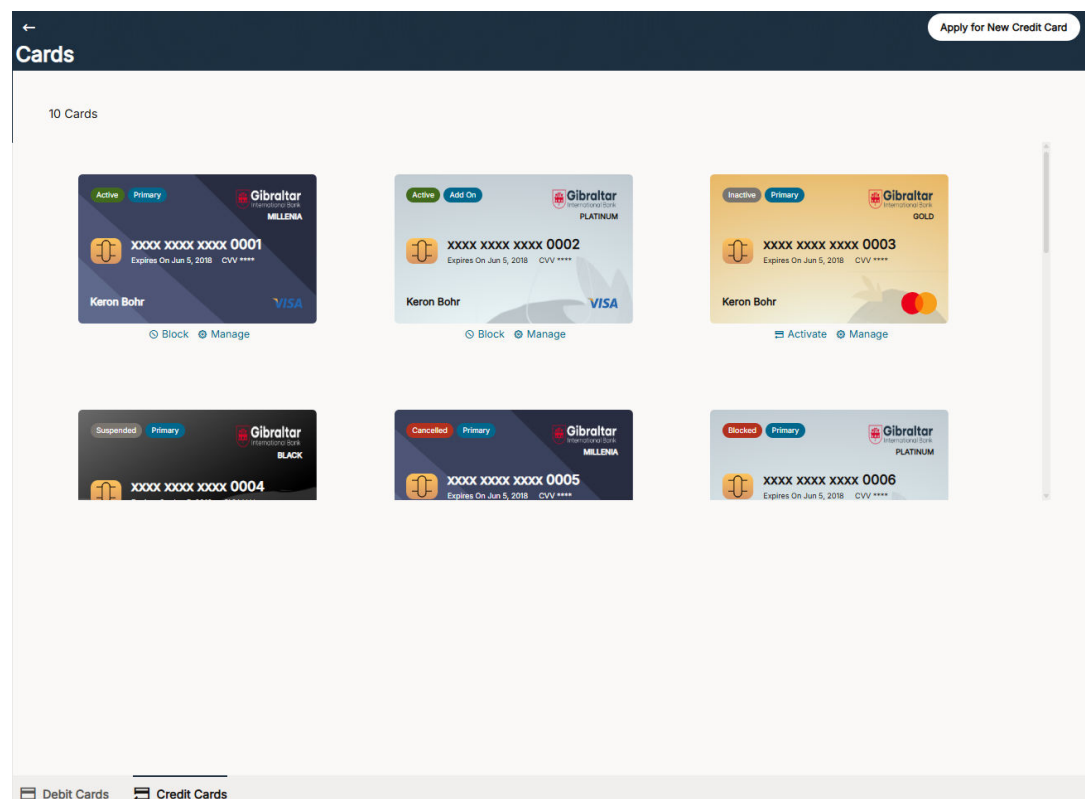 ←
Apply for New Credit Card
Cards
10 Cards
Active Primary
Gibraltar
International Bank
MILLENIA
xxxx xxxx xxxx 0001
Expires On Jun 5, 2018 CVV ****
Keron Bohr
VISA
Block Manage
Active Add On
Gibraltar
International Bank
PLATINUM
xxxx xxxx xxxx 0002
Expires On Jun 5, 2018 CVV ****
Keron Bohr
VISA
Block Manage
Inactive Primary
Gibraltar
International Bank
GOLD
xxxx xxxx xxxx 0003
Expires On Jun 5, 2018 CVV ****
Keron Bohr
Activate Manage
Suspended Primary
Gibraltar
International Bank
BLACK
xxxx xxxx xxxx 0004
Cancelled Primary
Gibraltar
International Bank
MILLENIA
xxxx xxxx xxxx 0005
Expires On Jun 5, 2018 CVV ****
Blocked Primary
Gibraltar
International Bank
PLATINUM
xxxx xxxx xxxx 0006
Expires On Jun 5, 2018 CVV ****
Debit Cards
Credit Cards